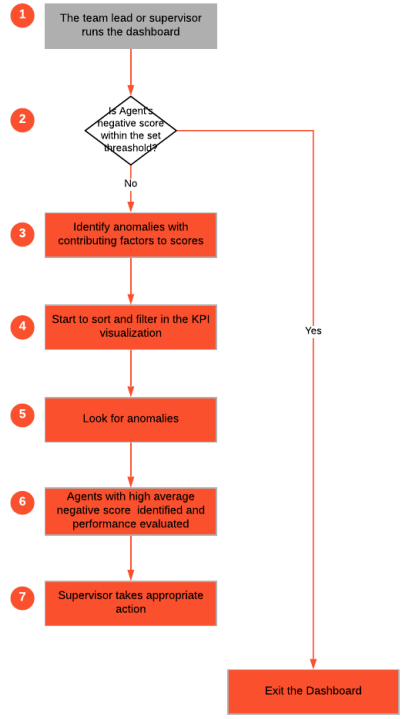 1
The team lead or supervisor
runs the dashboard
2
Is Agent's
negative score
within the set
threashold?
No
3
Identify anomalies with
contributing factors to scores
4
Start to sort and filter in the KPI
visualization
Yes
5
Look for anomalies
6
Agents with high average
negative score identified and
performance evaluated
7
Supervisor takes appropriate
action
Exit the Dashboard